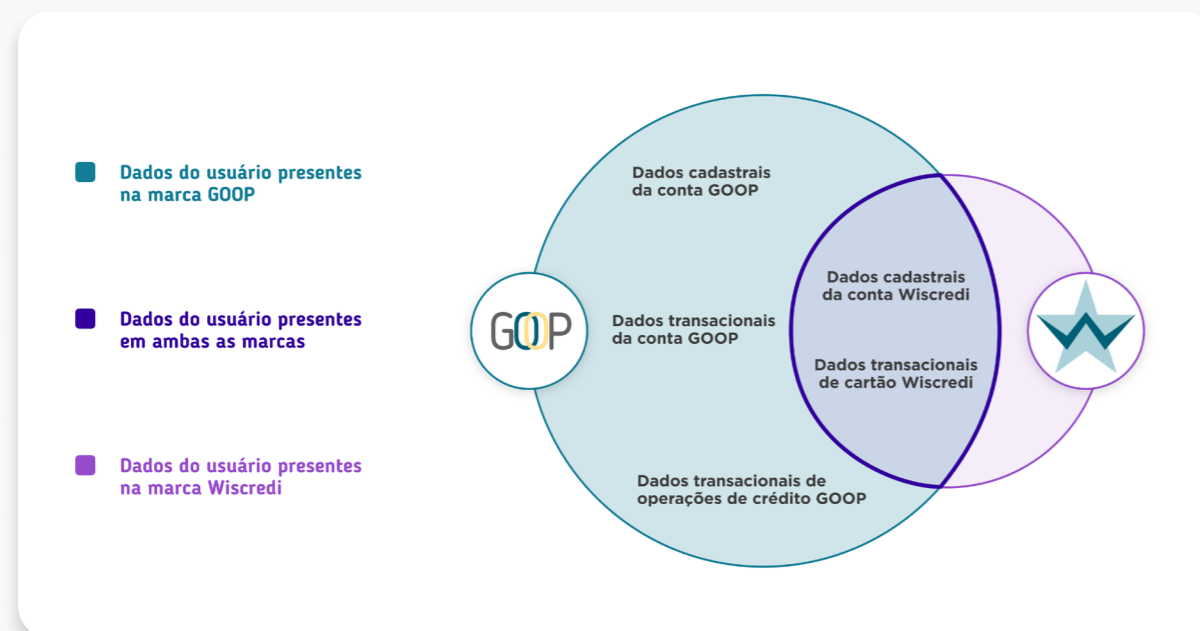 Dados do usuário presentes
na marca GOOP
Dados do usuário presentes
em ambas as marcas
Dados do usuário presentes
na marca Wiscredi
Dados cadastrais
da conta GOOP
GOOP
Dados transacionais
da conta GOOP
Dados transacionais de
operações de crédito GOOP
Dados cadastrais
da conta Wiscredi
Dados transacionais
de cartão Wiscredi